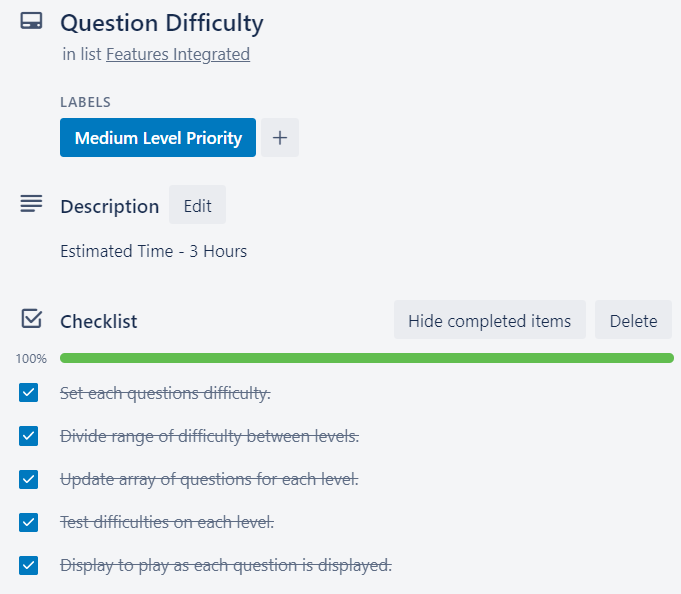 Question Difficulty
in list Features Integrated
LABELS
Medium Level Priority +
Description Edit
Estimated Time - 3 Hours
Checklist Hide completed items Delete
100%
Set each questions difficulty.
Divide range of difficulty between levels.
Update array of questions for each level.
Test difficulties on each level.
Display to play as each question is displayed.